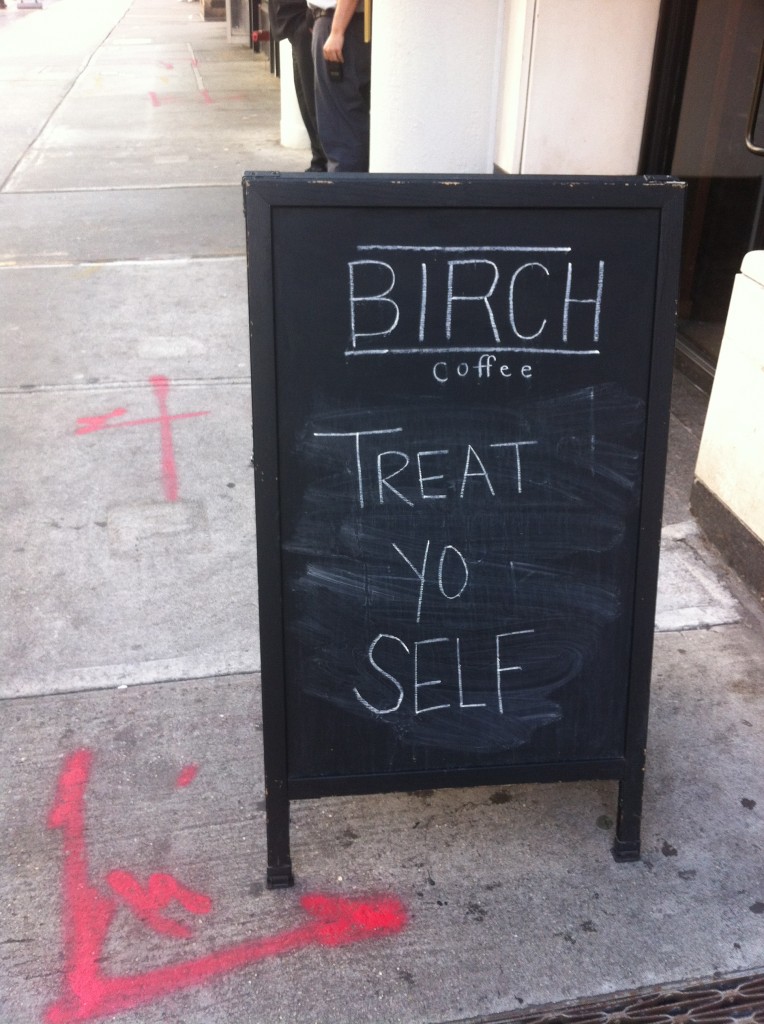 BIRCH
coffee
TREAT
YO
SELF